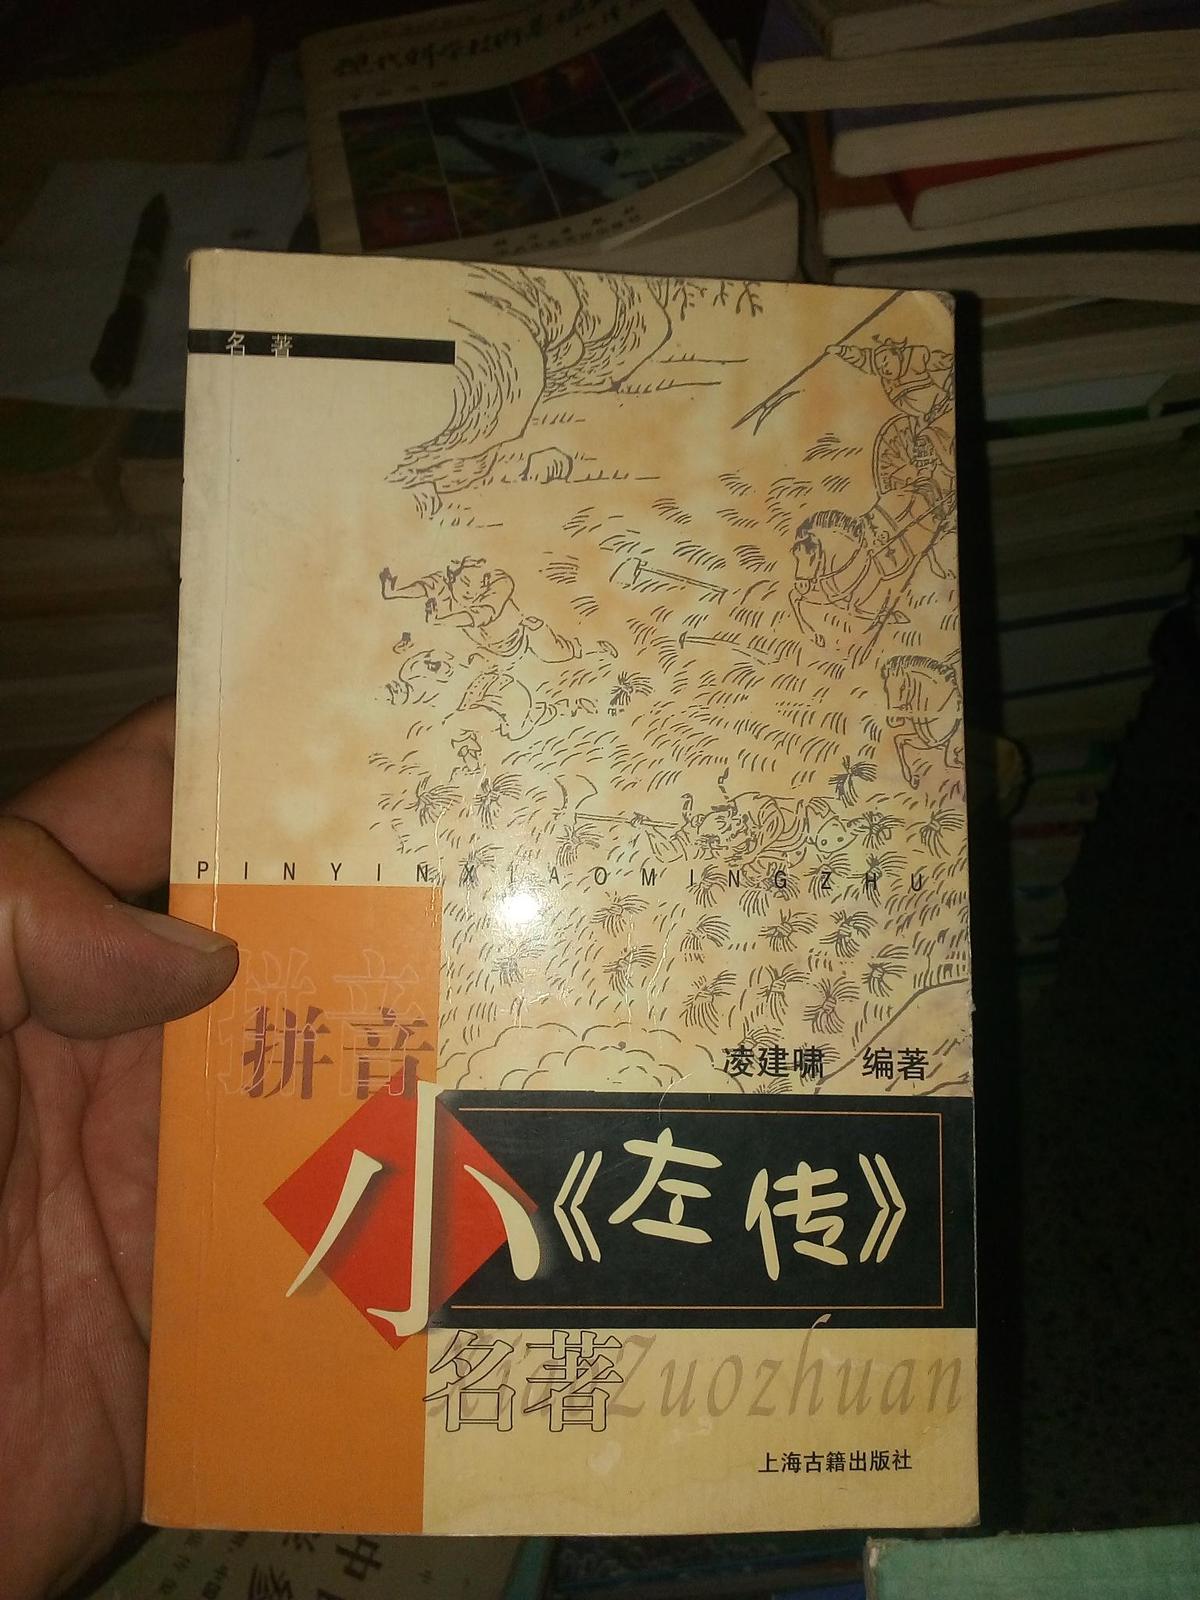 名著
PINYINXIAOMINGZHU
拼音
凌建啸 编著
小《左传》
名著
Xiao Zuozhuan
上海古籍出版社